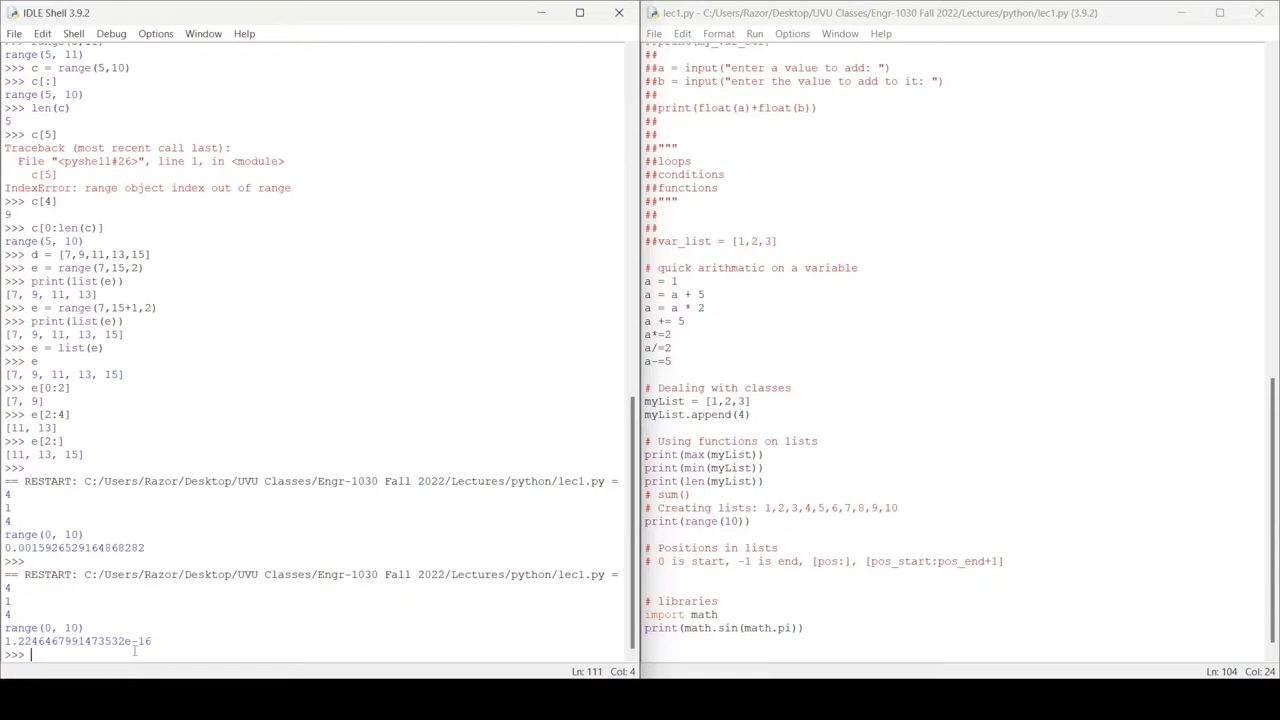 IDLE Shell 3.9.2
File Edit Shell Debug Options Window Help
range(5, 11)
>>> c = range(5,10)
>>> c[:]
range(5, 10)
>>> len(c)
5
>>> c[5]
Traceback (most recent call last):
  File "<pyshell#26>", line 1, in <module>
    c[5]
IndexError: range object index out of range
>>> c[4]
9
>>> c[0:len(c)]
range(5, 10)
>>> d = [7,9,11,13,15]
>>> e = range(7,15,2)
>>> print(list(e))
[7, 9, 11, 13]
>>> e = range(7,15+1,2)
>>> print(list(e))
[7, 9, 11, 13, 15]
>>> e = list(e)
>>> e
[7, 9, 11, 13, 15]
>>> e[0:2]
[7, 9]
>>> e[2:4]
[11, 13]
>>> e[2:]
[11, 13, 15]
>>>
== RESTART: C:/Users/Razor/Desktop/UVU Classes/Engr-1030 Fall 2022/Lectures/python/lec1.py =
4
1
4
range(0, 10)
0.0015926529164868282
>>>
== RESTART: C:/Users/Razor/Desktop/UVU Classes/Engr-1030 Fall 2022/Lectures/python/lec1.py =
4
1
4
range(0, 10)
1.2246467991473532e-16
>>>
Ln: 111 Col: 4
lec1.py - C:/Users/Razor/Desktop/UVU Classes/Engr-1030 Fall 2022/Lectures/python/lec1.py (3.9.2)
File Edit Format Run Options Window Help
##
##a = input("enter a value to add: ")
##b = input("enter the value to add to it: ")
##
##print(float(a)+float(b))
##
##
##"""
##loops
##conditions
##functions
##"""
##
##
##var_list = [1,2,3]
# quick arithmatic on a variable
a = 1
a = a + 5
a = a * 2
a += 5
a*=2
a/=2
a-=5
# Dealing with classes
myList = [1,2,3]
myList.append(4)
# Using functions on lists
print(max(myList))
print(min(myList))
print(len(myList))
# sum()
# Creating lists: 1,2,3,4,5,6,7,8,9,10
print(range(10))
# Positions in lists
# 0 is start, -1 is end, [pos:], [pos_start:pos_end+1]
# libraries
import math
print(math.sin(math.pi))
Ln: 104 Col: 24